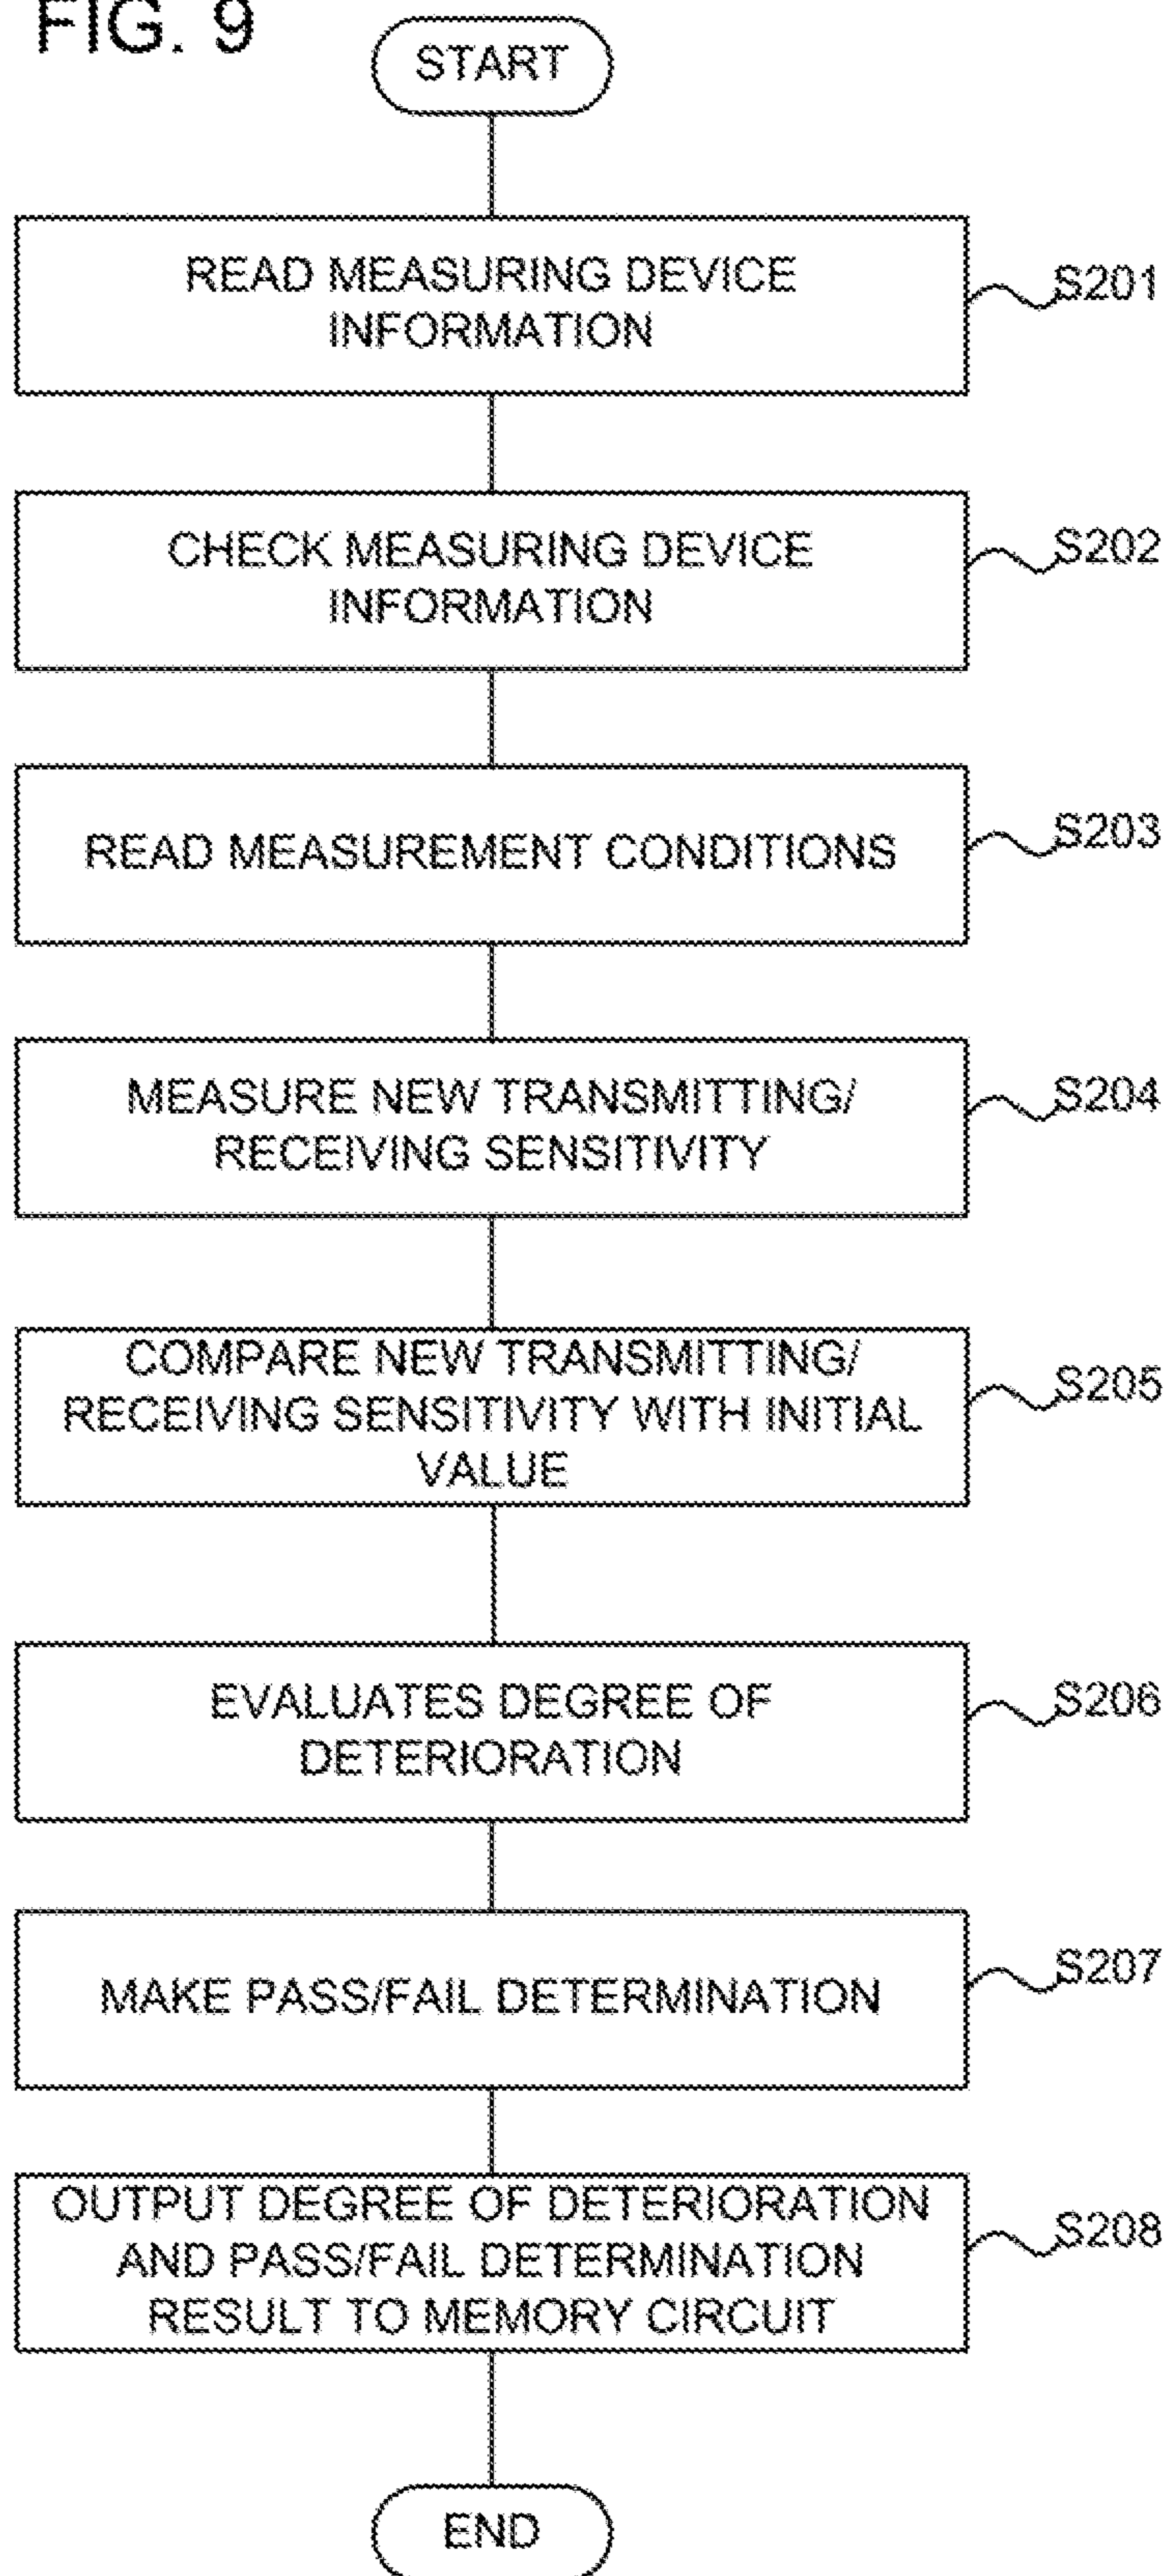 FIG. 9
START
READ MEASURING DEVICE
INFORMATION
S201
CHECK MEASURING DEVICE
INFORMATION
S202
READ MEASUREMENT CONDITIONS
S203
MEASURE NEW TRANSMITTING/
RECEIVING SENSITIVITY
S204
COMPARE NEW TRANSMITTING/
RECEIVING SENSITIVITY WITH INITIAL
VALUE
S205
EVALUATES DEGREE OF
DETERIORATION
S206
MAKE PASS/FAIL DETERMINATION
S207
OUTPUT DEGREE OF DETERIORATION
AND PASS/FAIL DETERMINATION
RESULT TO MEMORY CIRCUIT
S208
END